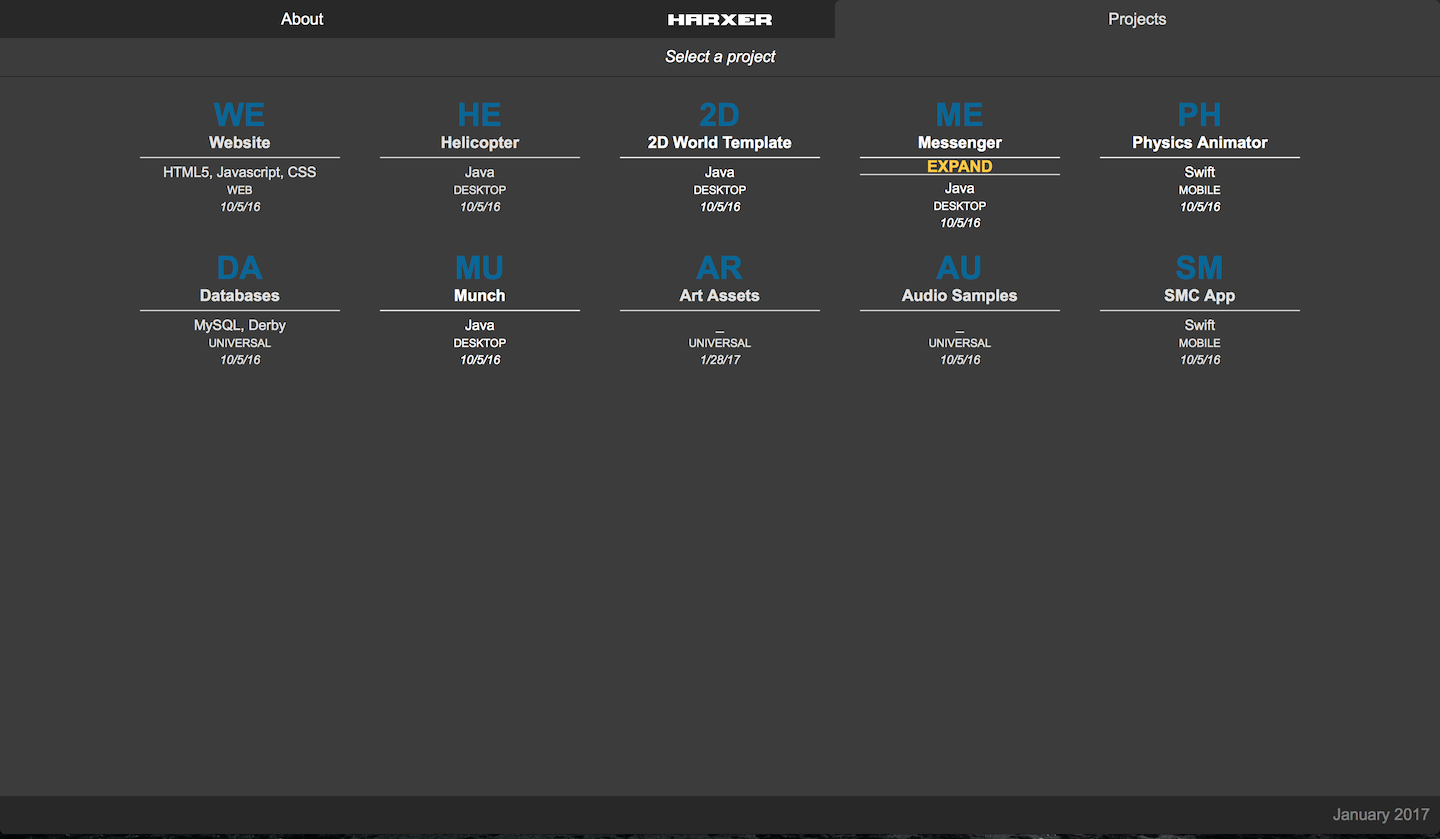 About
HARXER
Projects
Select a project
WE
Website
HTML5, Javascript, CSS
WEB
10/5/16
HE
Helicopter
Java
DESKTOP
10/5/16
2D
2D World Template
Java
DESKTOP
10/5/16
ME
Messenger
EXPAND
Java
DESKTOP
10/5/16
PH
Physics Animator
Swift
MOBILE
10/5/16
DA
Databases
MySQL, Derby
UNIVERSAL
10/5/16
MU
Munch
Java
DESKTOP
10/5/16
AR
Art Assets
_
UNIVERSAL
1/28/17
AU
Audio Samples
_
UNIVERSAL
10/5/16
SM
SMC App
Swift
MOBILE
10/5/16
January 2017